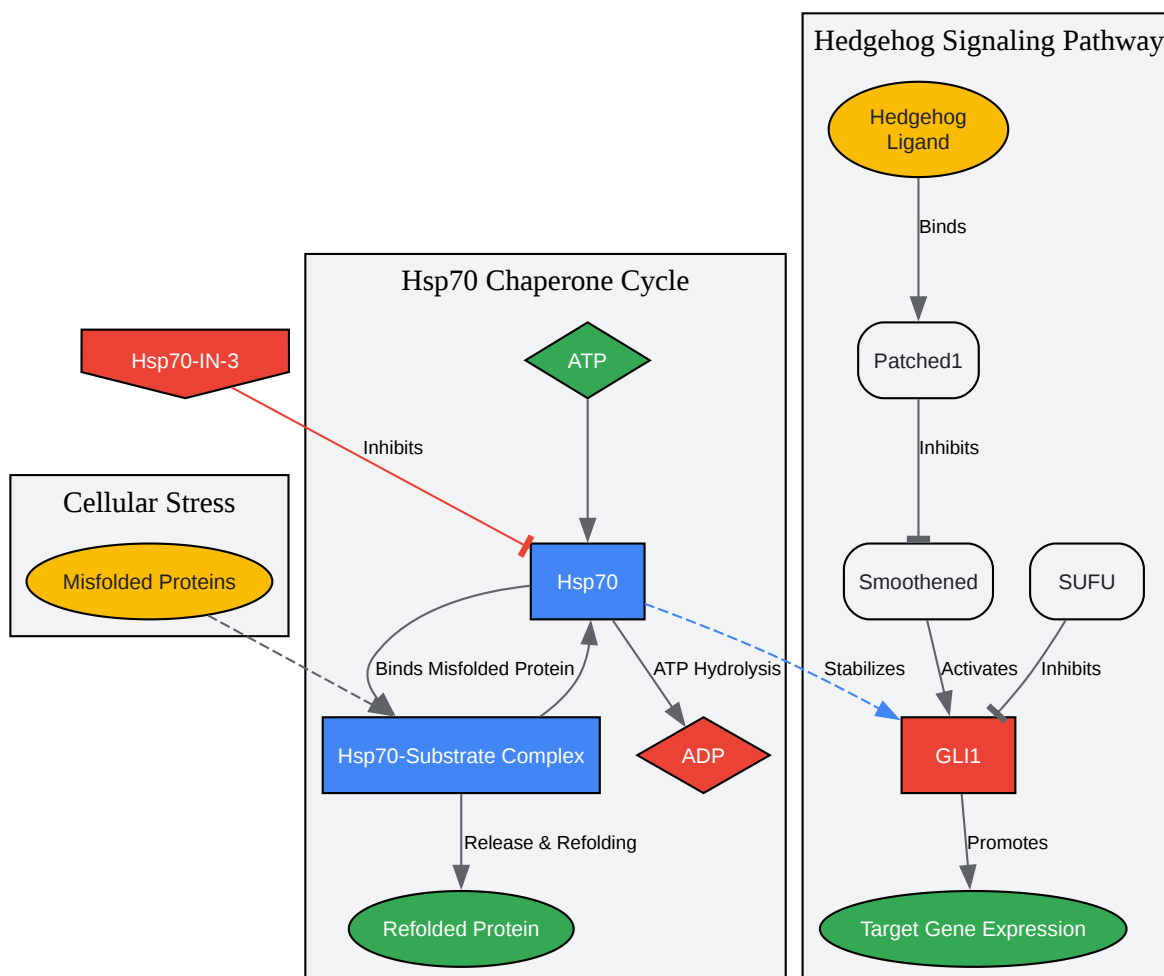 Hedgehog Signaling Pathway
Hedgehog
Ligand
Binds
Hsp70 Chaperone Cycle
Hsp70-IN-3
ATP
Patched1
Inhibits
Inhibits
Cellular Stress
Misfolded Proteins
Hsp70
Smoothened
SUFU
Binds Misfolded Protein
ATP Hydrolysis
Stabilizes
Activates
Inhibits
Hsp70-Substrate Complex
ADP
GLI1
Release & Refolding
Promotes
Refolded Protein
Target Gene Expression